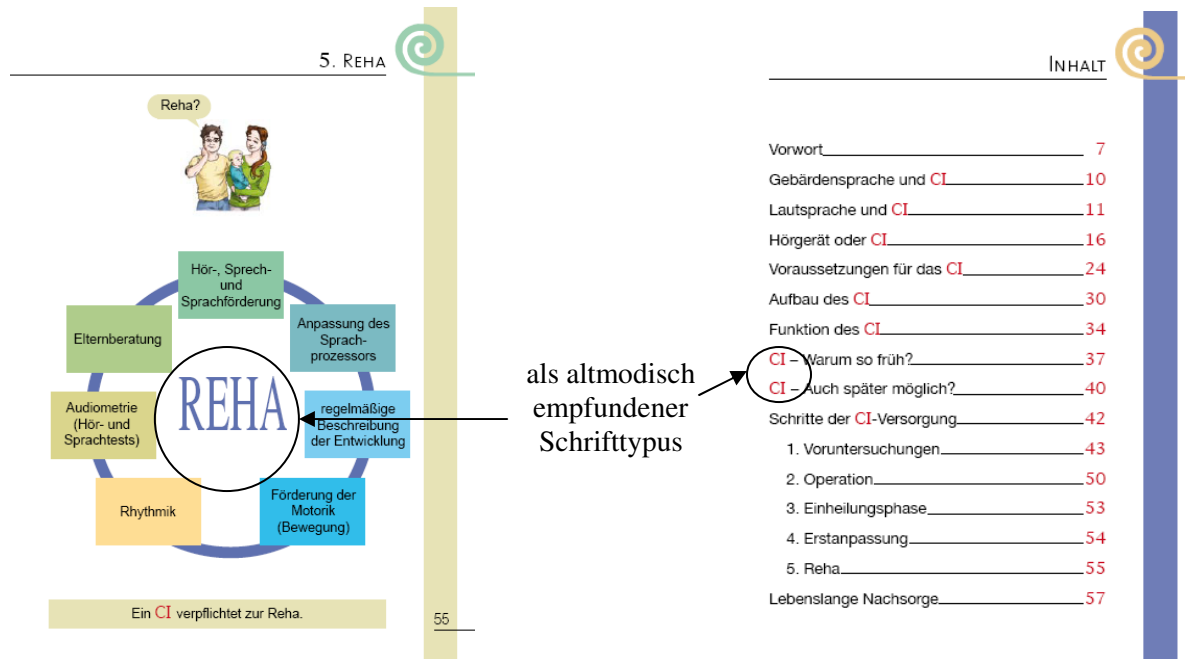 5. REHA
Reha?
Hör-, Sprech-
und
Sprachförderung
Anpassung des
Sprach-
prozessors
regelmäßige
Beschreibung
der Entwicklung
Förderung der
Motorik
(Bewegung)
Rhythmik
Audiometrie
(Hör- und
Sprachtests)
Elternberatung
REHA
Ein CI verpflichtet zur Reha.
55
als altmodisch
empfundener
Schrifttypus
INHALT
Vorwort 7
Gebärdensprache und CI 10
Lautsprache und CI 11
Hörgerät oder CI 16
Voraussetzungen für das CI 24
Aufbau des CI 30
Funktion des CI 34
CI – Warum so früh? 37
CI – Auch später möglich? 40
Schritte der CI-Versorgung 42
1. Voruntersuchungen 43
2. Operation 50
3. Einheilungsphase 53
4. Erstanpassung 54
5. Reha 55
Lebenslange Nachsorge 57